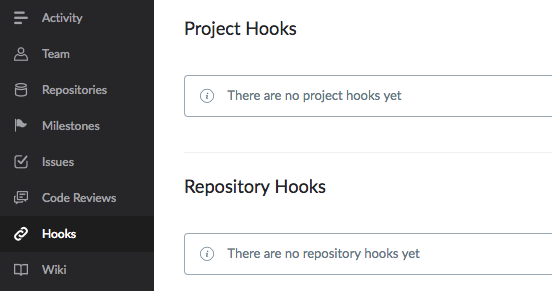 Activity
Team
Repositories
Milestones
Issues
Code Reviews
Hooks
Wiki
Project Hooks
There are no project hooks yet
Repository Hooks
There are no repository hooks yet